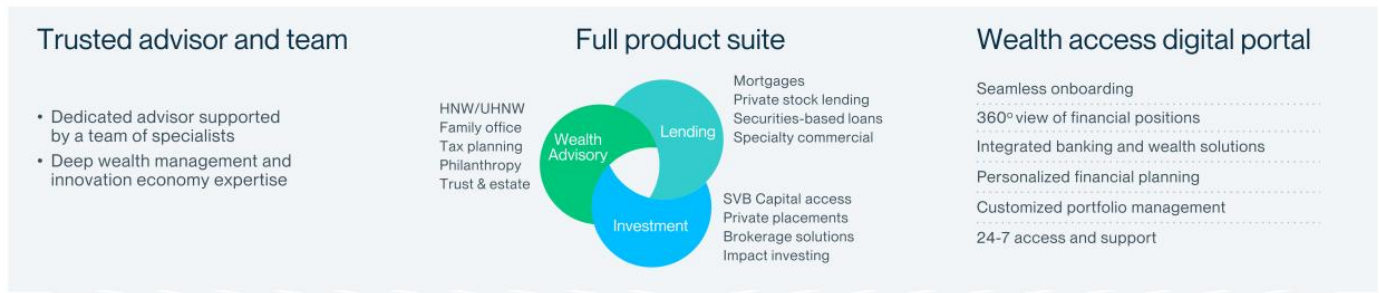 Trusted advisor and team
• Dedicated advisor supported
by a team of specialists
• Deep wealth management and
innovation economy expertise
Full product suite
HNW/UHNW
Family office
Tax planning
Philanthropy
Trust & estate
Wealth
Advisory
Lending
Investment
Mortgages
Private stock lending
Securities-based loans
Specialty commercial
SVB Capital access
Private placements
Brokerage solutions
Impact investing
Wealth access digital portal
Seamless onboarding
360º view of financial positions
Integrated banking and wealth solutions
Personalized financial planning
Customized portfolio management
24-7 access and support